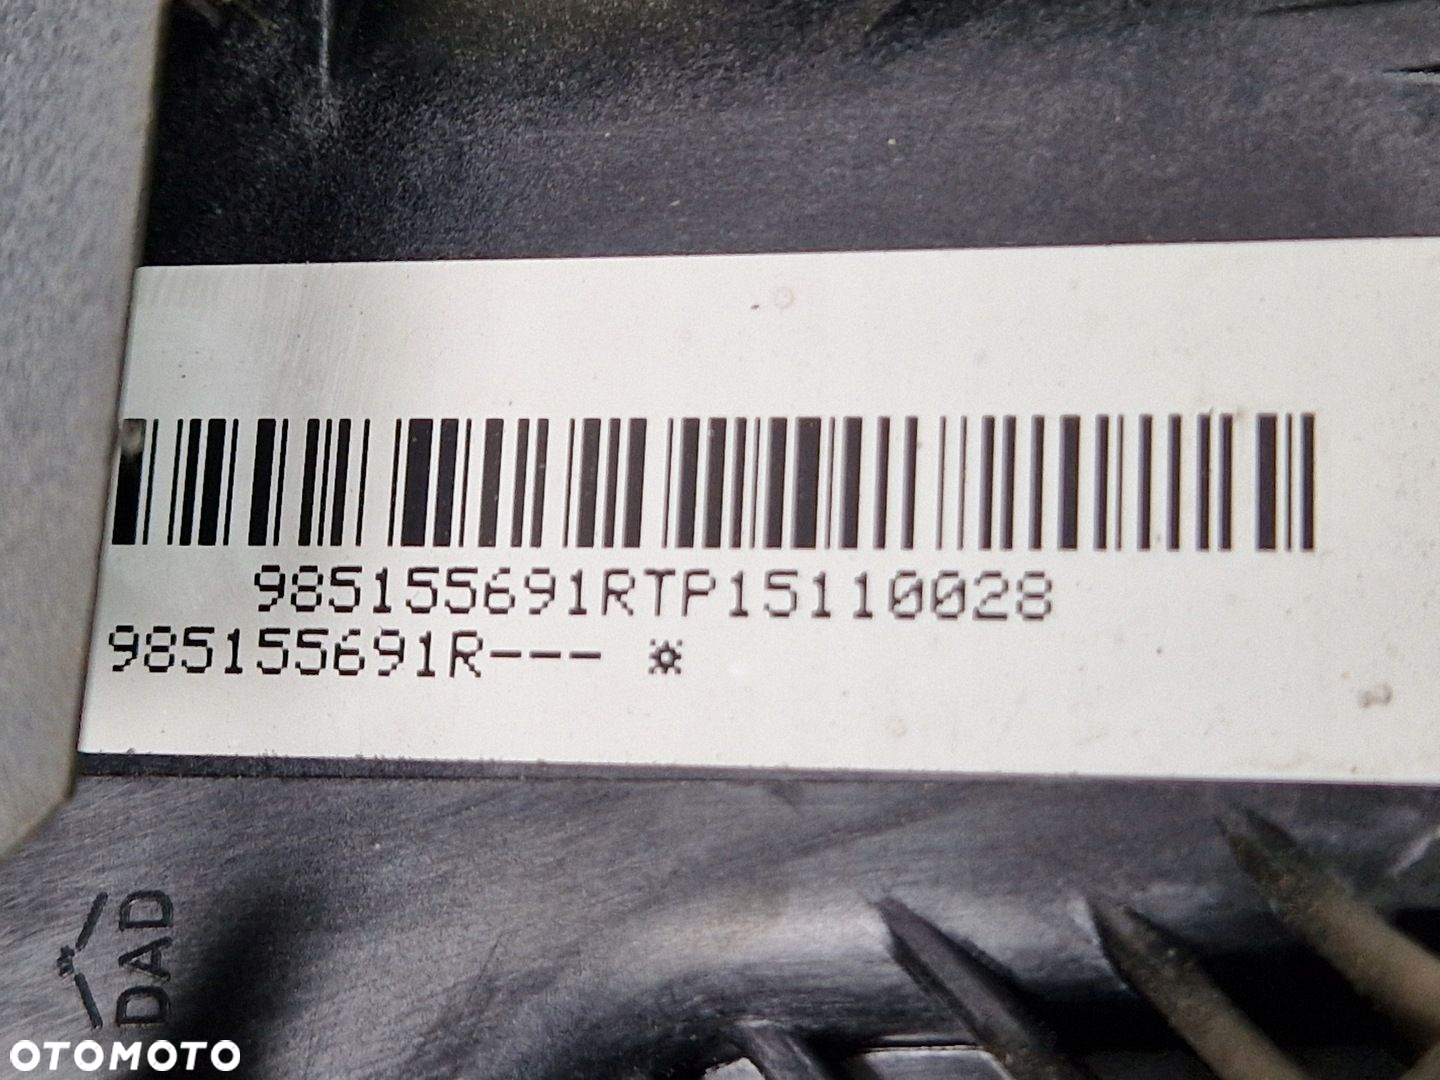 985155691RTP15110028
985155691R--- ¤
DAD
OTOMOTO